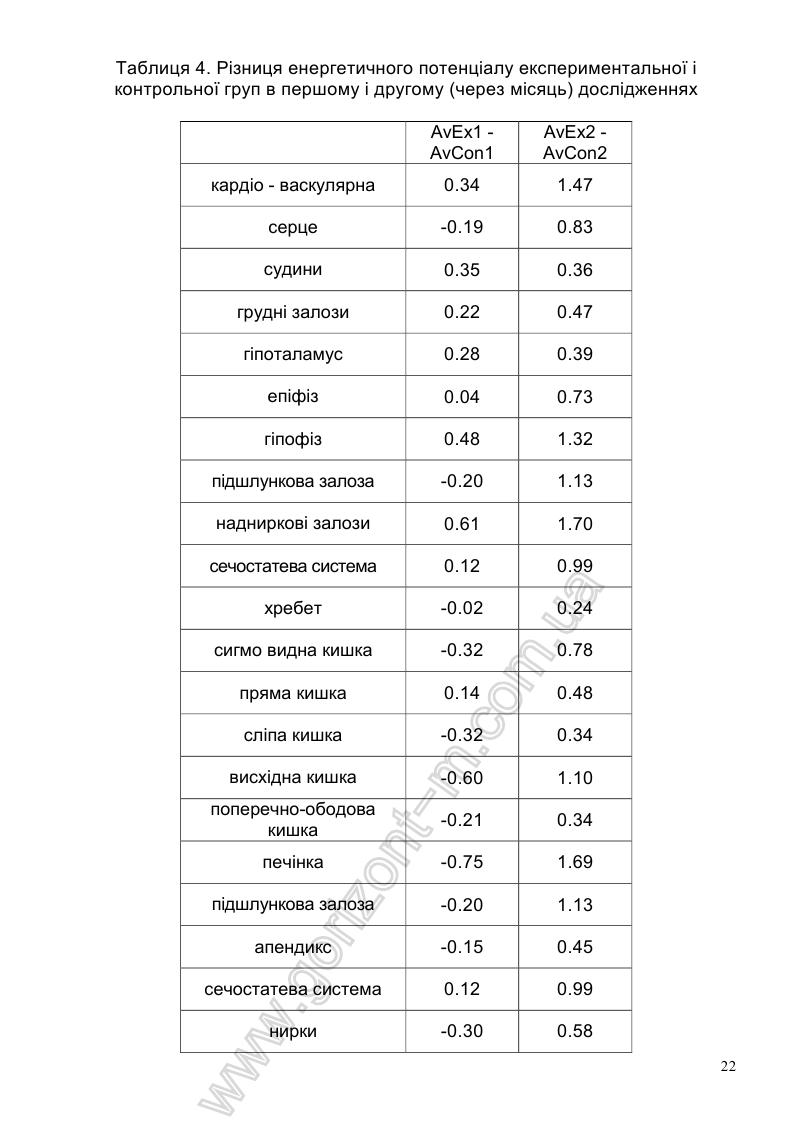 Таблиця 4. Різниця енергетичного потенціалу експериментальної і
контрольної груп в першому і другому (через місяць) дослідженнях
AvEx1 - AvEx2 -
AvCon1 AvCon2
кардіо - васкулярна 0.34 1.47
серце -0.19 0.83
судини 0.35 0.36
грудні залози 0.22 0.47
гіпоталамус 0.28 0.39
епіфіз 0.04 0.73
гіпофіз 0.48 1.32
підшлункова залоза -0.20 1.13
надниркові залози 0.61 1.70
сечостатева система 0.12 0.99
хребет -0.02 0.24
сигмо видна кишка -0.32 0.78
пряма кишка 0.14 0.48
сліпа кишка -0.32 0.34
висхідна кишка -0.60 1.10
поперечно-ободова
кишка -0.21 0.34
печінка -0.75 1.69
підшлункова залоза -0.20 1.13
апендикс -0.15 0.45
сечостатева система 0.12 0.99
нирки -0.30 0.58
22
www.gorizont-m.com.ua